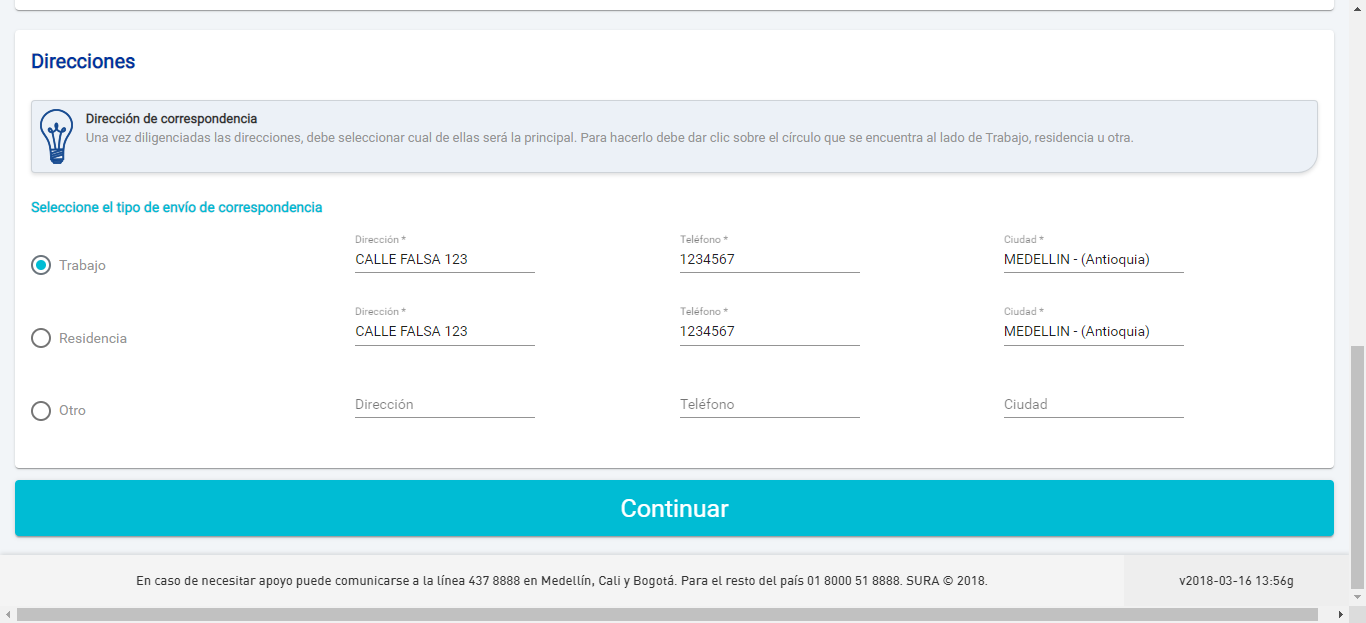 Direcciones
Dirección de correspondencia
Una vez diligenciadas las direcciones, debe seleccionar cual de ellas será la principal. Para hacerlo debe dar clic sobre el círculo que se encuentra al lado de Trabajo, residencia u otra.
Seleccione el tipo de envío de correspondencia
Dirección * Teléfono * Ciudad *
Trabajo CALLE FALSA 123 1234567 MEDELLIN - (Antioquia)
Dirección * Teléfono * Ciudad *
Residencia CALLE FALSA 123 1234567 MEDELLIN - (Antioquia)
Otro Dirección Teléfono Ciudad
Continuar
En caso de necesitar apoyo puede comunicarse a la línea 437 8888 en Medellín, Cali y Bogotá. Para el resto del país 01 8000 51 8888. SURA © 2018. v2018-03-16 13:56g